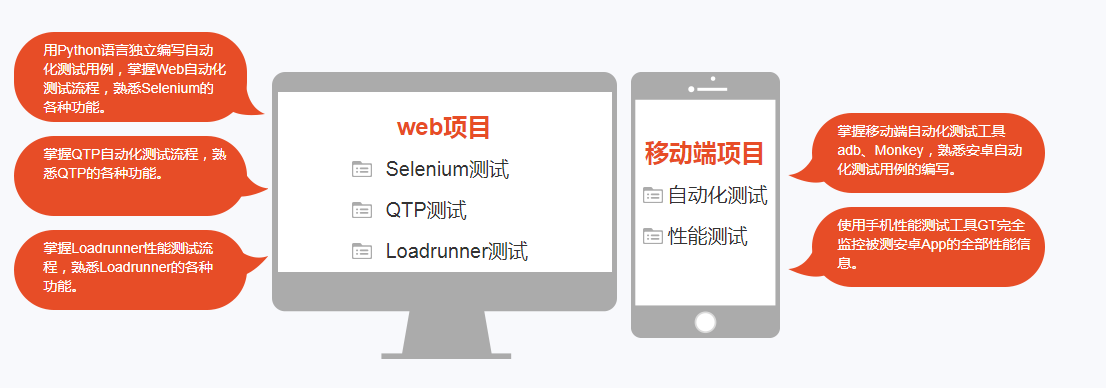 用Python语言独立编写自动
化测试用例，掌握Web自动化
测试流程，熟悉Selenium的
各种功能。
掌握QTP自动化测试流程，熟
悉QTP的各种功能。
掌握Loadrunner性能测试流
程，熟悉Loadrunner的各种
功能。
web项目
Selenium测试
QTP测试
Loadrunner测试
移动端项目
自动化测试
性能测试
掌握移动端自动化测试工具
adb、Monkey，熟悉安卓自动
化测试用例的编写。
使用手机性能测试工具GT完全
监控被测安卓App的全部性能信
息。